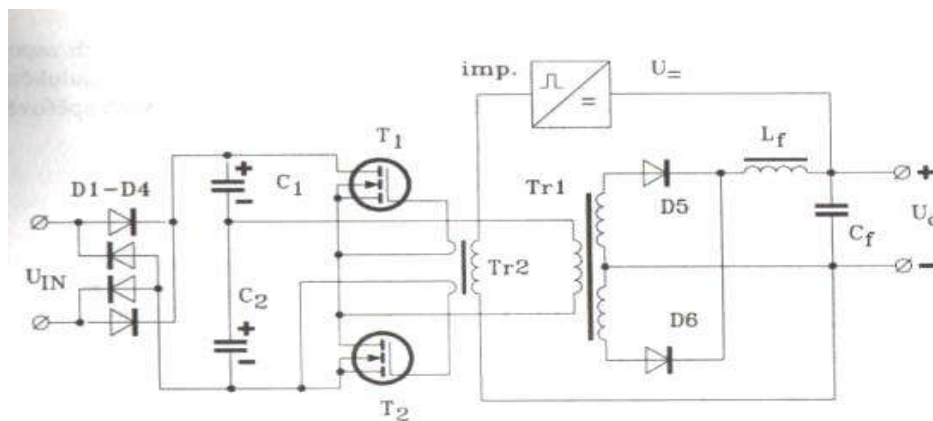 imp.
U=
=
T1
Lf
D1-D4
+
-
C1
Tr1
D5
+
Cf
UIN
Tr2
C2
+
-
D6
-
T2